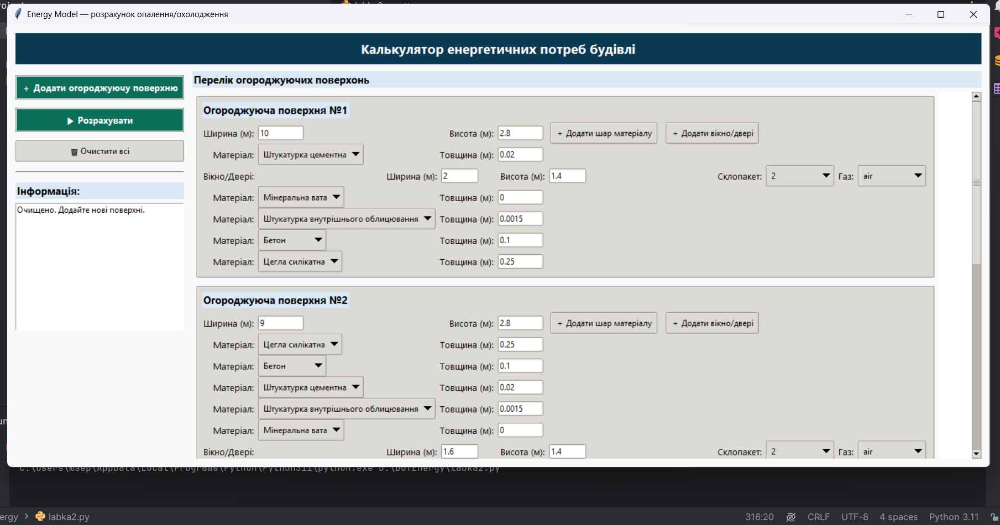 Energy Model — розрахунок опалення/охолодження
Калькулятор енергетичних потреб будівлі
+ Додати огороджуючу поверхню
▶ Розрахувати
Очистити всі
Інформація:
Очищено. Додайте нові поверхні.
Перелік огороджуючих поверхонь
Огороджуюча поверхня №1
Ширина (м): 10 Висота (м): 2.8 + Додати шар матеріалу + Додати вікно/двері
Матеріал: Штукатурка цементна Товщина (м): 0.02
Вікно/Двері: Ширина (м): 2 Висота (м): 1.4 Склопакет: 2 Газ: air
Матеріал: Мінеральна вата Товщина (м): 0
Матеріал: Штукатурка внутрішнього облицювання Товщина (м): 0.0015
Матеріал: Бетон Товщина (м): 0.1
Матеріал: Цегла силікатна Товщина (м): 0.25
Огороджуюча поверхня №2
Ширина (м): 9 Висота (м): 2.8 + Додати шар матеріалу + Додати вікно/двері
Матеріал: Цегла силікатна Товщина (м): 0.25
Матеріал: Бетон Товщина (м): 0.1
Матеріал: Штукатурка цементна Товщина (м): 0.02
Матеріал: Штукатурка внутрішнього облицювання Товщина (м): 0.0015
Матеріал: Мінеральна вата Товщина (м): 0
Вікно/Двері: Ширина (м): 1.6 Висота (м): 1.4 Склопакет: 2 Газ: air
C:\Users\msep\AppData\Local\Programs\Python\Python311\python.exe D:\DofEnergy\labka2.py
ergy > labka2.py 316:20 CRLF UTF-8 4 spaces Python 3.11